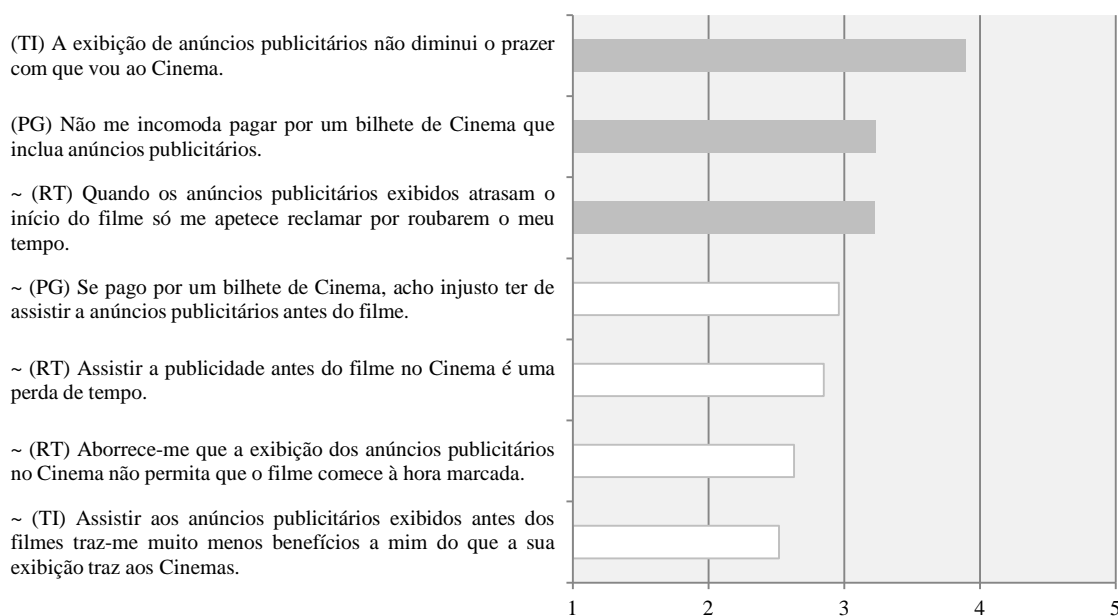 (TI) A exibição de anúncios publicitários não diminui o prazer
com que vou ao Cinema.
(PG) Não me incomoda pagar por um bilhete de Cinema que
inclua anúncios publicitários.
~ (RT) Quando os anúncios publicitários exibidos atrasam o
início do filme só me apetece reclamar por roubarem o meu
tempo.
~ (PG) Se pago por um bilhete de Cinema, acho injusto ter de
assistir a anúncios publicitários antes do filme.
~ (RT) Assistir a publicidade antes do filme no Cinema é uma
perda de tempo.
~ (RT) Aborrece-me que a exibição dos anúncios publicitários
no Cinema não permita que o filme comece à hora marcada.
~ (TI) Assistir aos anúncios publicitários exibidos antes dos
filmes traz-me muito menos benefícios a mim do que a sua
exibição traz aos Cinemas.
1 2 3 4 5